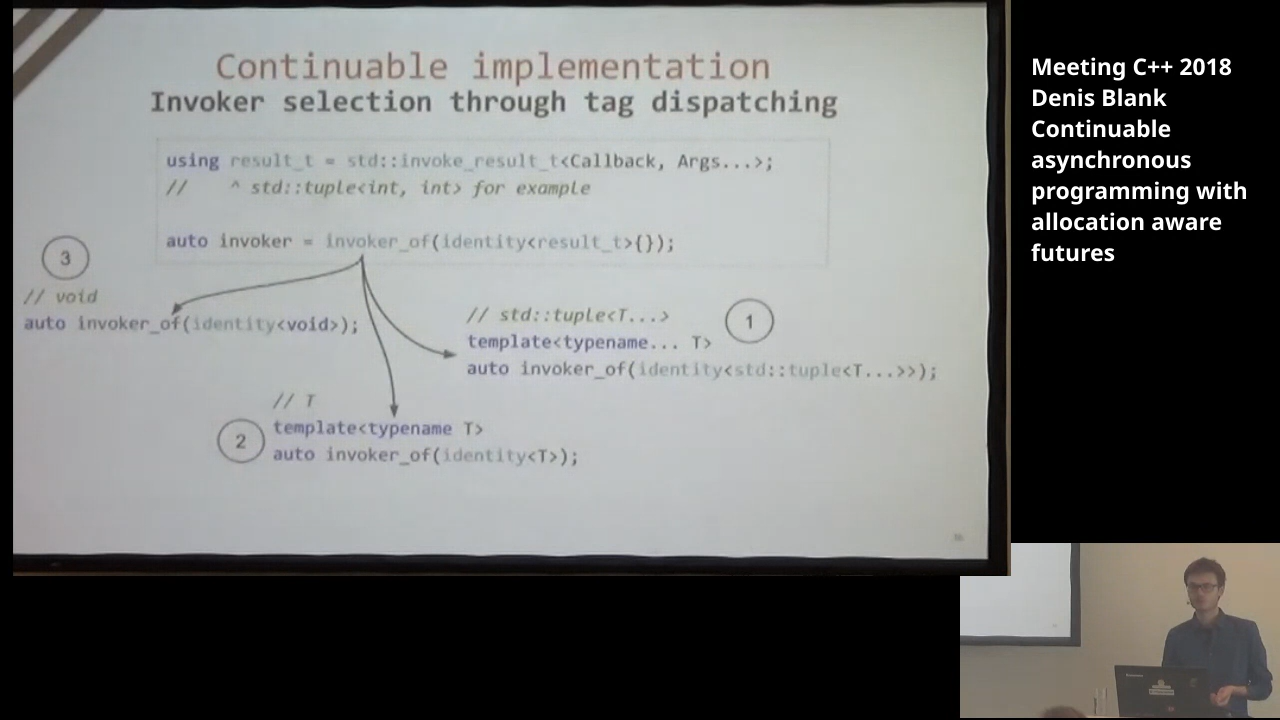 Continuable implementation
Invoker selection through tag dispatching
using result_t = std::invoke_result_t<Callback, Args...>;
//    ^ std::tuple<int, int> for example
auto invoker = invoker_of(identity<result_t>{});
3
// void
auto invoker_of(identity<void>);
// std::tuple<T...>
1
template<typename... T>
auto invoker_of(identity<std::tuple<T...>>);
// T
2
template<typename T>
auto invoker_of(identity<T>);
Meeting C++ 2018
Denis Blank
Continuable
asynchronous
programming with
allocation aware
futures